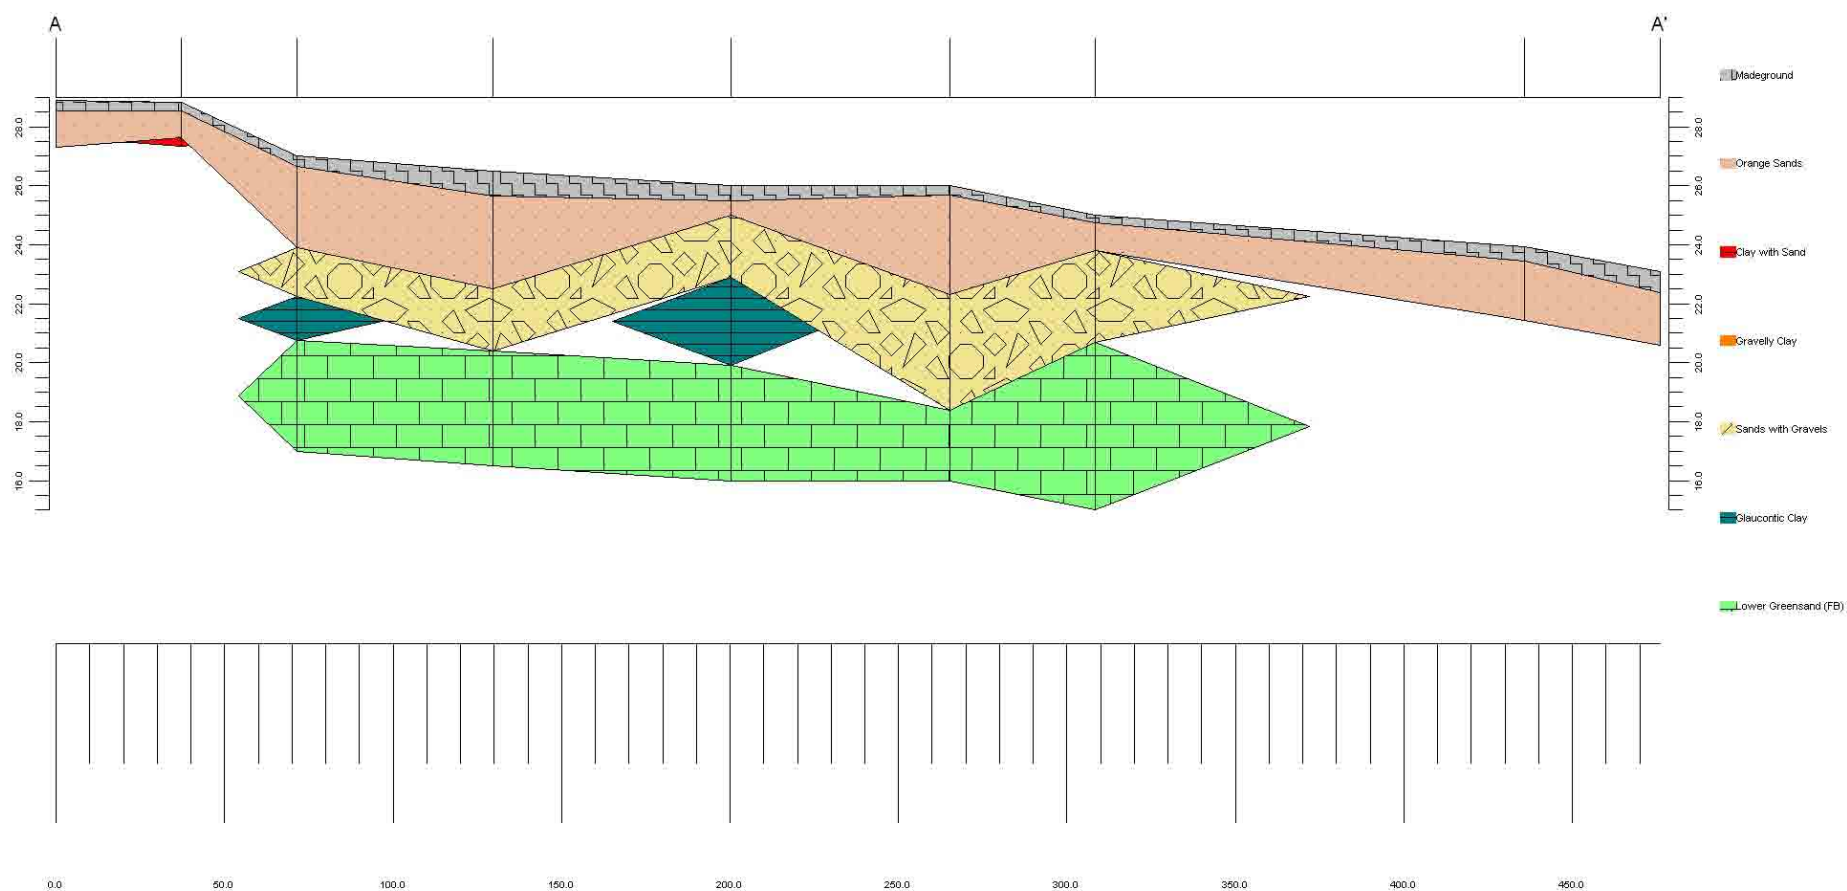 A
A'
Madeground
Orange Sands
Clay with Sand
Gravelly Clay
Sands with Gravels
Glaucontic Clay
Lower Greensand (FB)
28.0
26.0
24.0
22.0
20.0
18.0
16.0
28.0
26.0
24.0
22.0
20.0
18.0
16.0
0.0 50.0 100.0 150.0 200.0 250.0 300.0 350.0 400.0 450.0